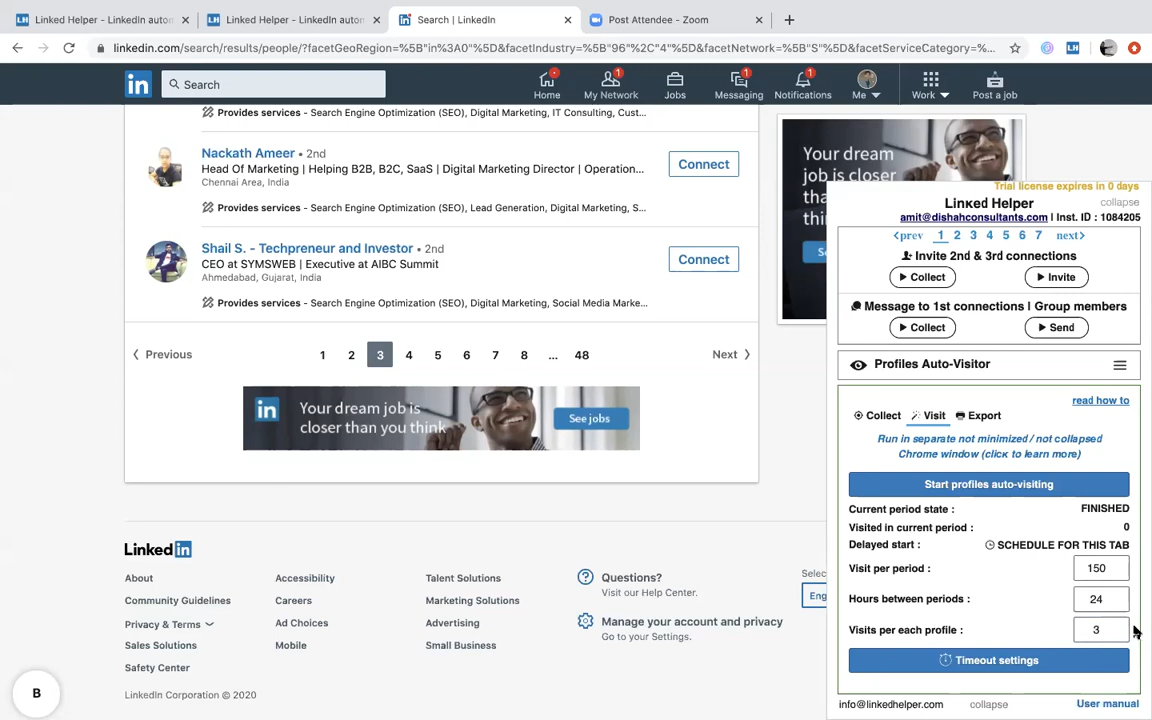 Linked Helper - LinkedIn autom
Linked Helper - LinkedIn autom
Search | LinkedIn
Post Attendee - Zoom
linkedin.com/search/results/people/?facetGeoRegion=%5B"in%3A0"%5D&facetIndustry=%5B"96"%2C"4"%5D&facetNetwork=%5B"S"%5D&facetServiceCategory=%...
LH
in
Search
Home
1
My Network
Jobs
1
Messaging
1
Notifications
Me
Work
Post a job
Provides services - Search Engine Optimization (SEO), Digital Marketing, IT Consulting, Cust...
Nackath Ameer • 2nd
Head Of Marketing | Helping B2B, B2C, SaaS | Digital Marketing Director | Operation...
Chennai Area, India
Connect
Provides services - Search Engine Optimization (SEO), Lead Generation, Digital Marketing, S...
Shail S. - Techpreneur and Investor • 2nd
CEO at SYMSWEB | Executive at AIBC Summit
Ahmedabad, Gujarat, India
Connect
Provides services - Search Engine Optimization (SEO), Digital Marketing, Social Media Marke...
Previous 1 2 3 4 5 6 7 8 ... 48 Next
in
Your dream job is
closer than you think
See jobs
Your dream
job is closer
than you
thin
Se
Trial license expires in 0 days
Linked Helper
collapse
amit@dishahconsultants.com | Inst. ID : 1084205
<prev 1 2 3 4 5 6 7 next>
Invite 2nd & 3rd connections
Collect
Invite
Message to 1st connections | Group members
Collect
Send
Profiles Auto-Visitor
read how to
Collect Visit Export
Run in separate not minimized / not collapsed
Chrome window (click to learn more)
Start profiles auto-visiting
Current period state : FINISHED
Visited in current period : 0
Delayed start : SCHEDULE FOR THIS TAB
Visit per period : 150
Hours between periods : 24
Visits per each profile : 3
Timeout settings
info@linkedhelper.com collapse User manual
Linked in
About
Community Guidelines
Privacy & Terms
Sales Solutions
Safety Center
Accessibility
Careers
Ad Choices
Mobile
Talent Solutions
Marketing Solutions
Advertising
Small Business
Questions?
Visit our Help Center.
Manage your account and privacy
Go to your Settings.
Selec
Eng
LinkedIn Corporation © 2020
B